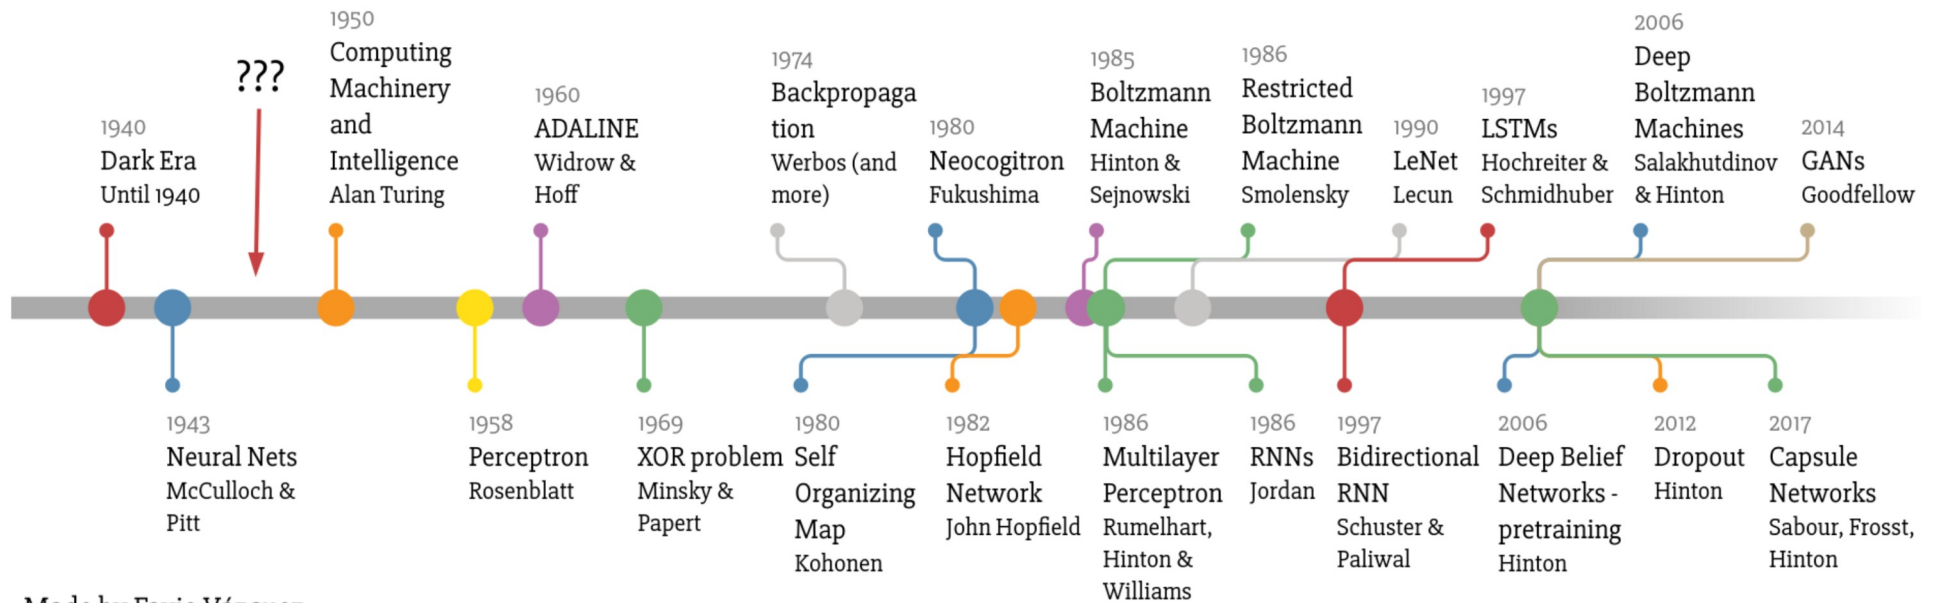 1940
Dark Era
Until 1940
???
1950
Computing
Machinery
and
Intelligence
Alan Turing
1960
ADALINE
Widrow &
Hoff
1974
Backpropaga
tion
Werbos (and
more)
1980
Neocogitron
Fukushima
1985
Boltzmann
Machine
Hinton &
Sejnowski
1986
Restricted
Boltzmann
Machine
Smolensky
1990
LeNet
Lecun
1997
LSTMs
Hochreiter &
Schmidhuber
2006
Deep
Boltzmann
Machines
Salakhutdinov
& Hinton
2014
GANs
Goodfellow
1943
Neural Nets
McCulloch &
Pitt
1958
Perceptron
Rosenblatt
1969
XOR problem
Minsky &
Papert
1980
Self
Organizing
Map
Kohonen
1982
Hopfield
Network
John Hopfield
1986
Multilayer
Perceptron
Rumelhart,
Hinton &
Williams
1986
RNNs
Jordan
1997
Bidirectional
RNN
Schuster &
Paliwal
2006
Deep Belief
Networks -
pretraining
Hinton
2012
Dropout
Hinton
2017
Capsule
Networks
Sabour, Frosst,
Hinton
Made by Favio Vázquez